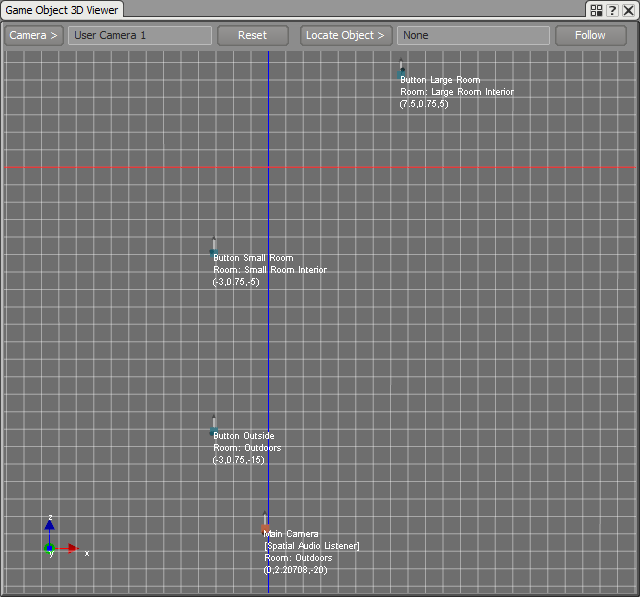 Game Object 3D Viewer
?
Camera >
User Camera 1
Reset
Locate Object >
None
Follow
Button Large Room
Room: Large Room Interior
(7.5,0.75,5)
Button Small Room
Room: Small Room Interior
(-3,0.75,-5)
Button Outside
Room: Outdoors
(-3,0.75,-15)
Main Camera
[Spatial Audio Listener]
Room: Outdoors
(0,2.20708,-20)
z
y
x